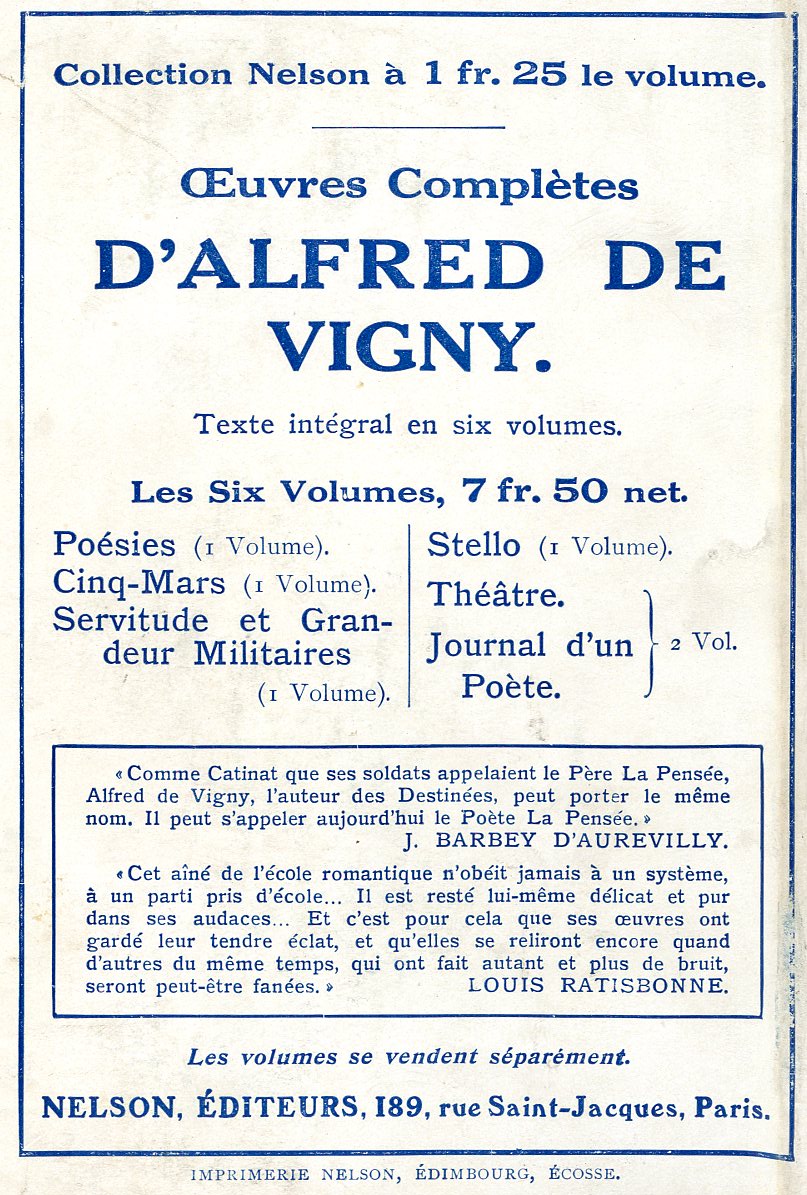 Collection Nelson à 1 fr. 25 le volume.
Œuvres Complètes
D'ALFRED DE
VIGNY.
Texte intégral en six volumes.
Les Six Volumes, 7 fr. 50 net.
Poésies (1 Volume).
Cinq-Mars (1 Volume).
Servitude et Gran-
deur Militaires
(1 Volume).
Stello (1 Volume).
Théâtre.
Journal d'un
Poète.
2 Vol.
« Comme Catinat que ses soldats appelaient le Père La Pensée,
Alfred de Vigny, l'auteur des Destinées, peut porter le même
nom. Il peut s'appeler aujourd'hui le Poète La Pensée. »
J. BARBEY D'AUREVILLY.
« Cet aîné de l'école romantique n'obéit jamais à un système,
à un parti pris d'école... Il est resté lui-même délicat et pur
dans ses audaces... Et c'est pour cela que ses œuvres ont
gardé leur tendre éclat, et qu'elles se reliront encore quand
d'autres du même temps, qui ont fait autant et plus de bruit,
seront peut-être fanées. » LOUIS RATISBONNE.
Les volumes se vendent séparément.
NELSON, ÉDITEURS, 189, rue Saint-Jacques, Paris.
IMPRIMERIE NELSON, ÉDIMBOURG, ÉCOSSE.